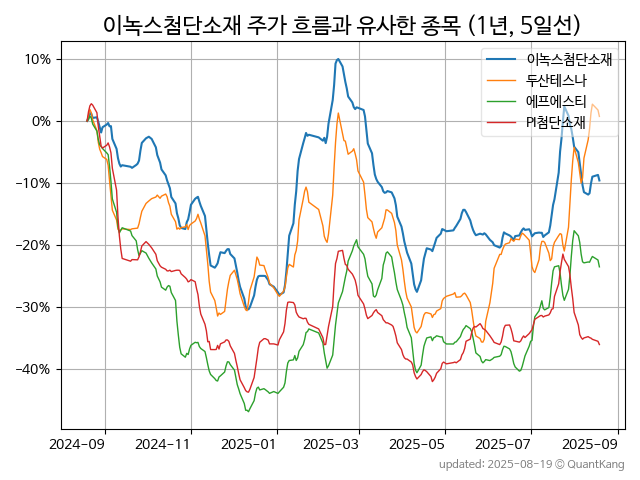 이녹스첨단소재 주가 흐름과 유사한 종목 (1년, 5일선)
이녹스첨단소재
두산테스나
에프에스티
PI첨단소재
10%
0%
−10%
−20%
−30%
−40%
2024-09 2024-11 2025-01 2025-03 2025-05 2025-07 2025-09
updated: 2025-08-19 © QuantKang